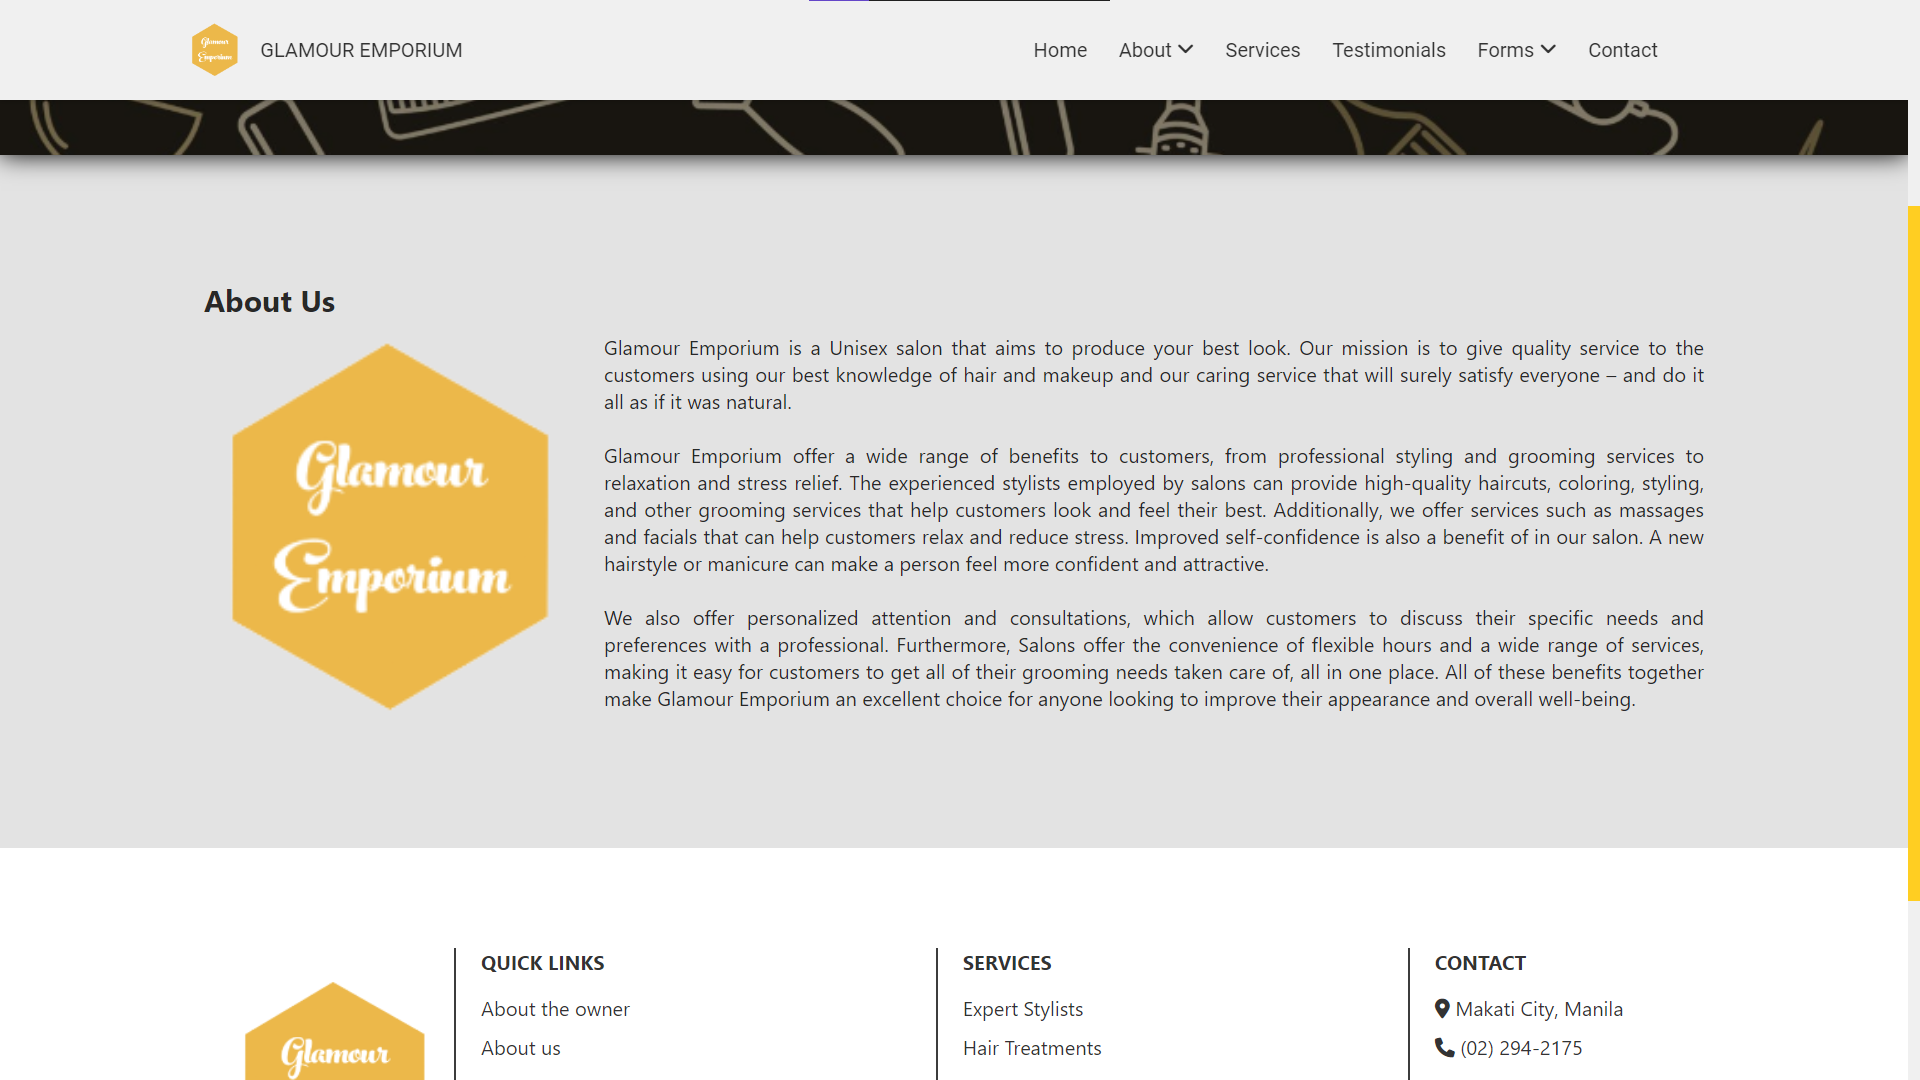 Glamour
Emporium
GLAMOUR EMPORIUM
Home
About
Services
Testimonials
Forms
Contact
About Us
Glamour
Emporium
Glamour Emporium is a Unisex salon that aims to produce your best look. Our mission is to give quality service to the
customers using our best knowledge of hair and makeup and our caring service that will surely satisfy everyone – and do it
all as if it was natural.
Glamour Emporium offer a wide range of benefits to customers, from professional styling and grooming services to
relaxation and stress relief. The experienced stylists employed by salons can provide high-quality haircuts, coloring, styling,
and other grooming services that help customers look and feel their best. Additionally, we offer services such as massages
and facials that can help customers relax and reduce stress. Improved self-confidence is also a benefit of in our salon. A new
hairstyle or manicure can make a person feel more confident and attractive.
We also offer personalized attention and consultations, which allow customers to discuss their specific needs and
preferences with a professional. Furthermore, Salons offer the convenience of flexible hours and a wide range of services,
making it easy for customers to get all of their grooming needs taken care of, all in one place. All of these benefits together
make Glamour Emporium an excellent choice for anyone looking to improve their appearance and overall well-being.
Glamour
QUICK LINKS
About the owner
About us
SERVICES
Expert Stylists
Hair Treatments
CONTACT
Makati City, Manila
(02) 294-2175